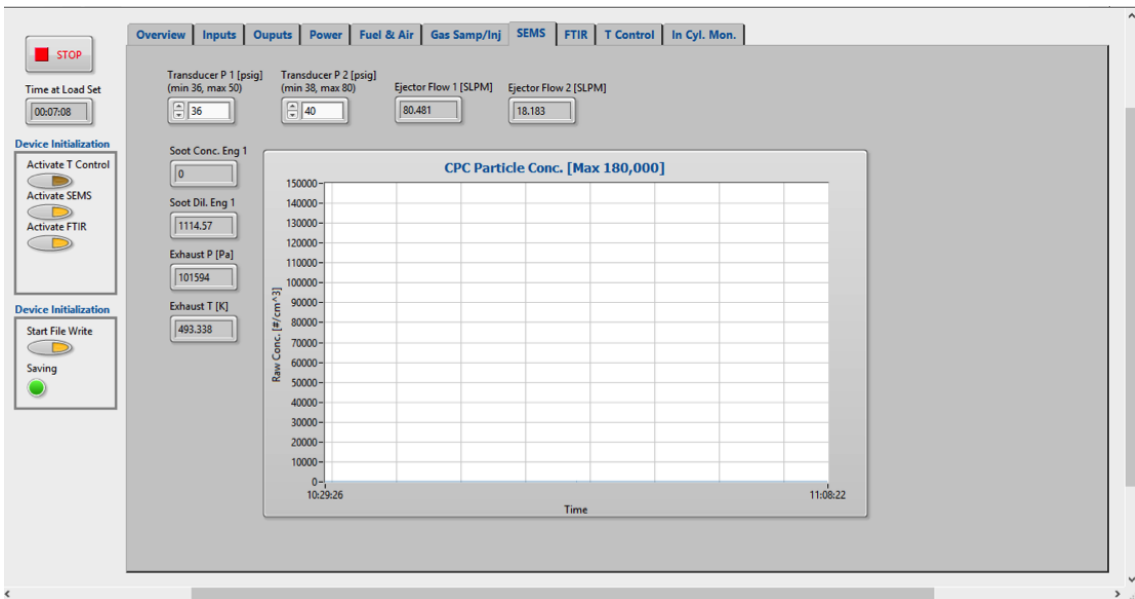 STOP
Time at Load Set
00:07:08
Device Initialization
Activate T Control
Activate SEMS
Activate FTIR
Device Initialization
Start File Write
Saving
Overview Inputs Ouputs Power Fuel & Air Gas Samp/Inj SEMS FTIR T Control In Cyl. Mon.
Transducer P 1 [psig]
(min 36, max 50)
36
Transducer P 2 [psig]
(min 38, max 80)
40
Ejector Flow 1 [SLPM]
80.481
Ejector Flow 2 [SLPM]
18.183
Soot Conc. Eng 1
0
Soot Dil. Eng 1
1114.57
Exhaust P [Pa]
101594
Exhaust T [K]
493.338
CPC Particle Conc. [Max 180,000]
Raw Conc. [#/cm^3]
150000
140000
130000
120000
110000
100000
90000
80000
70000
60000
50000
40000
30000
20000
10000
0
10:29:26 11:08:22
Time